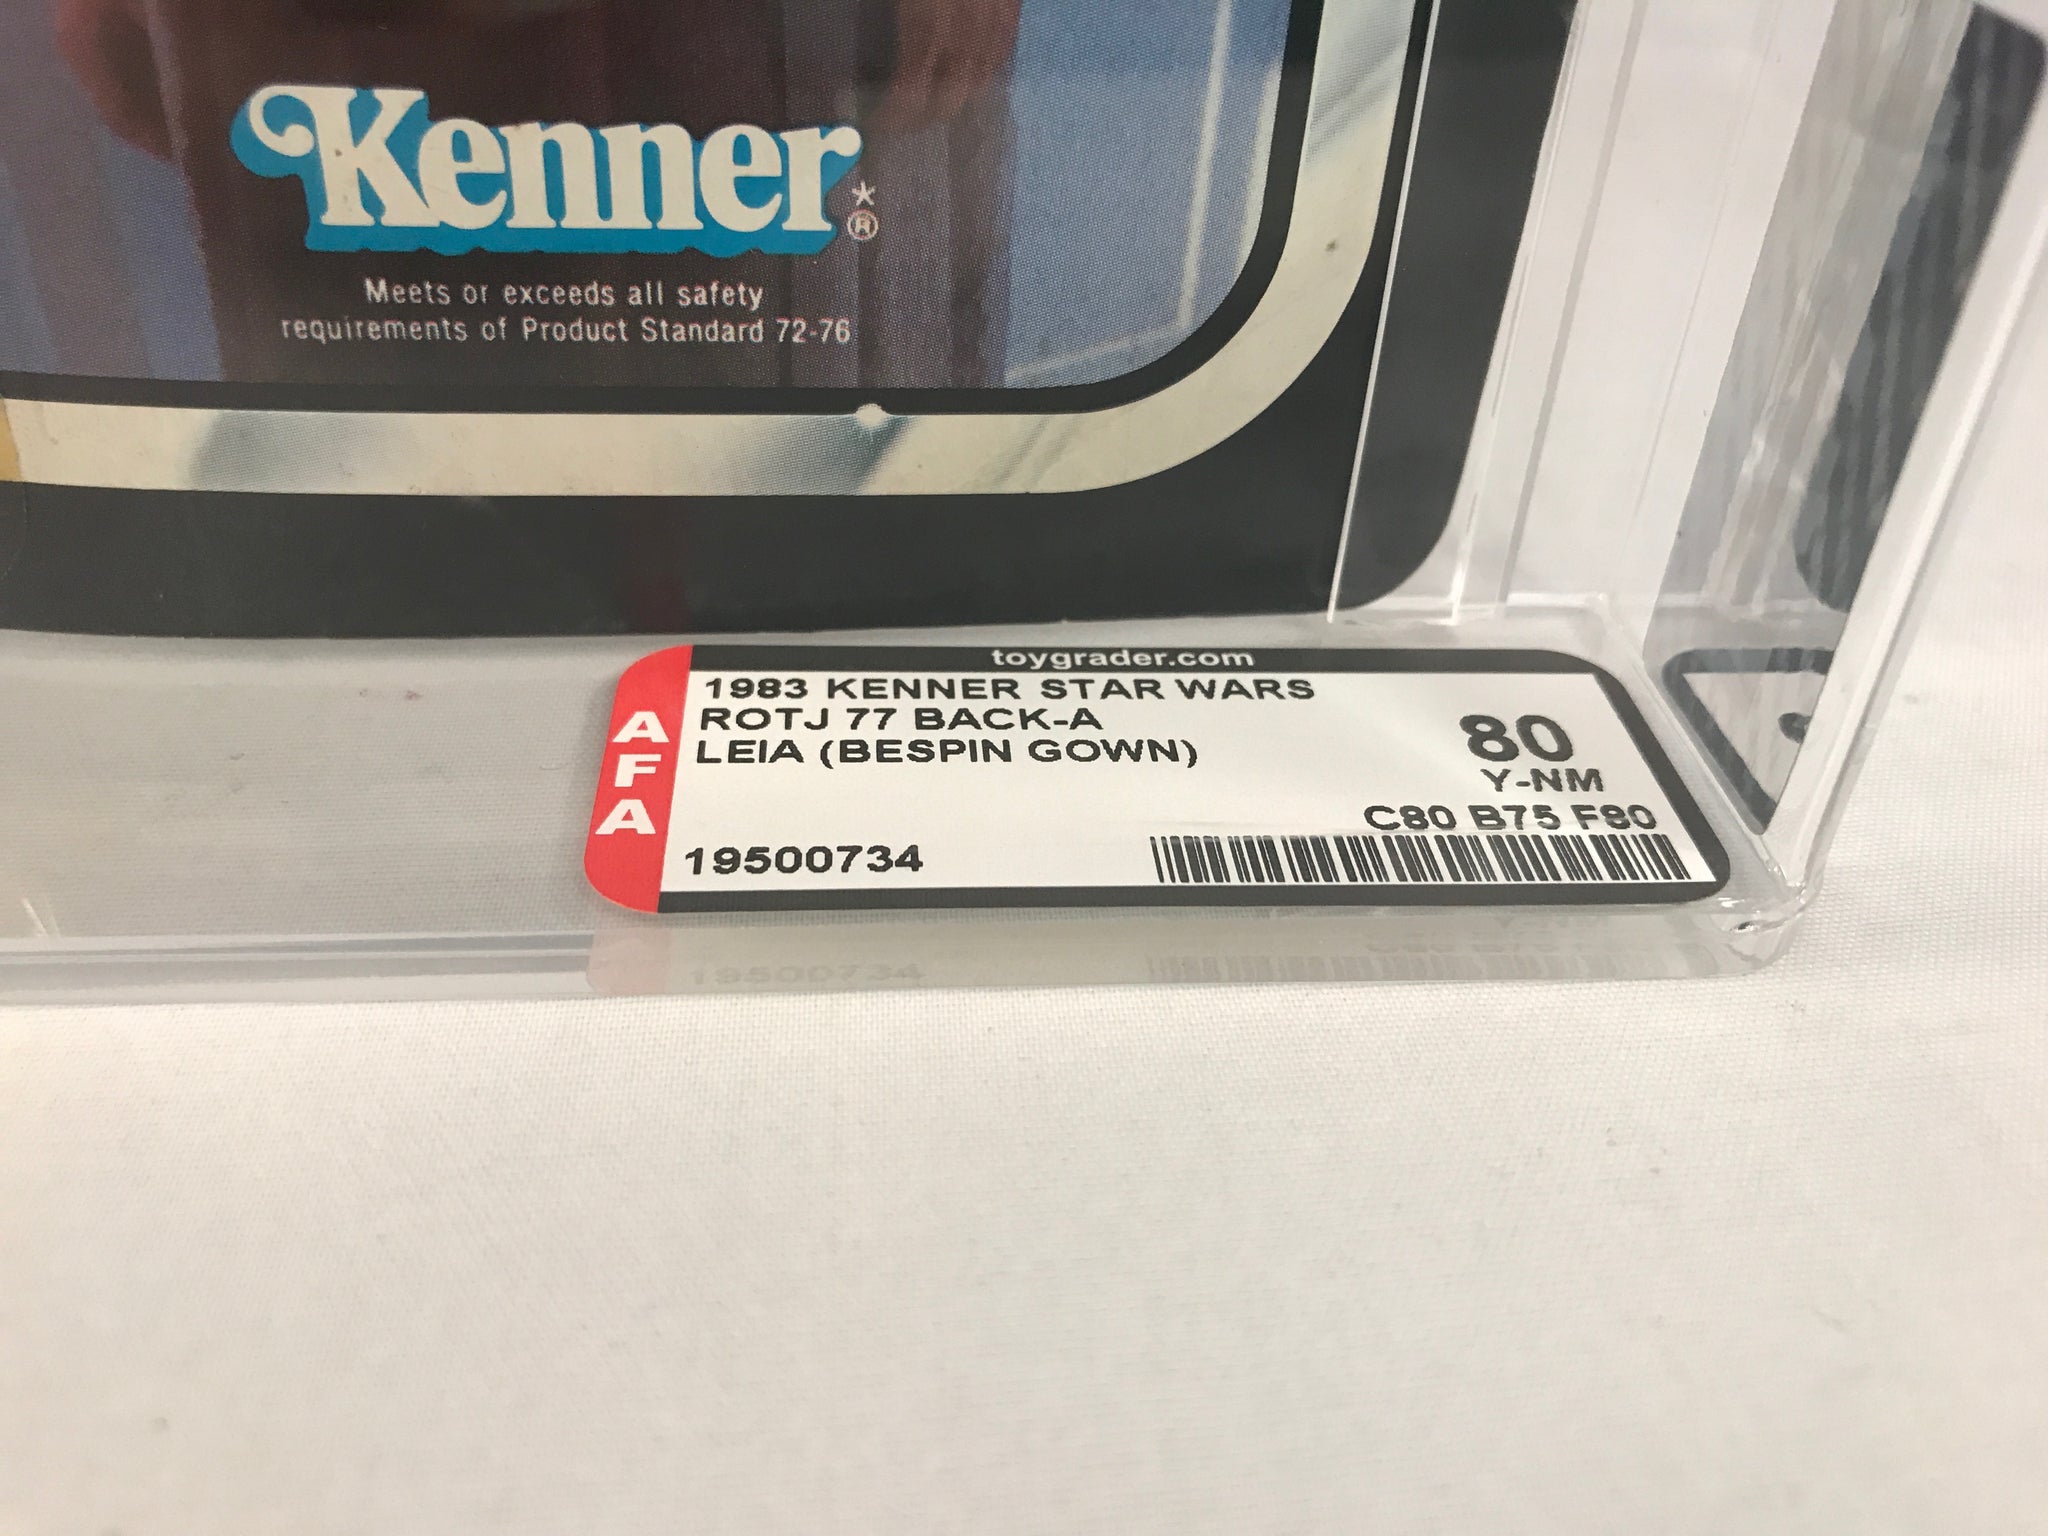 Kenner*®
Meets or exceeds all safety
requirements of Product Standard 72-76
toygrader.com
AFA
1983 KENNER STAR WARS
ROTJ 77 BACK-A
LEIA (BESPIN GOWN)
80
Y-NM
C80 B75 F80
19500734